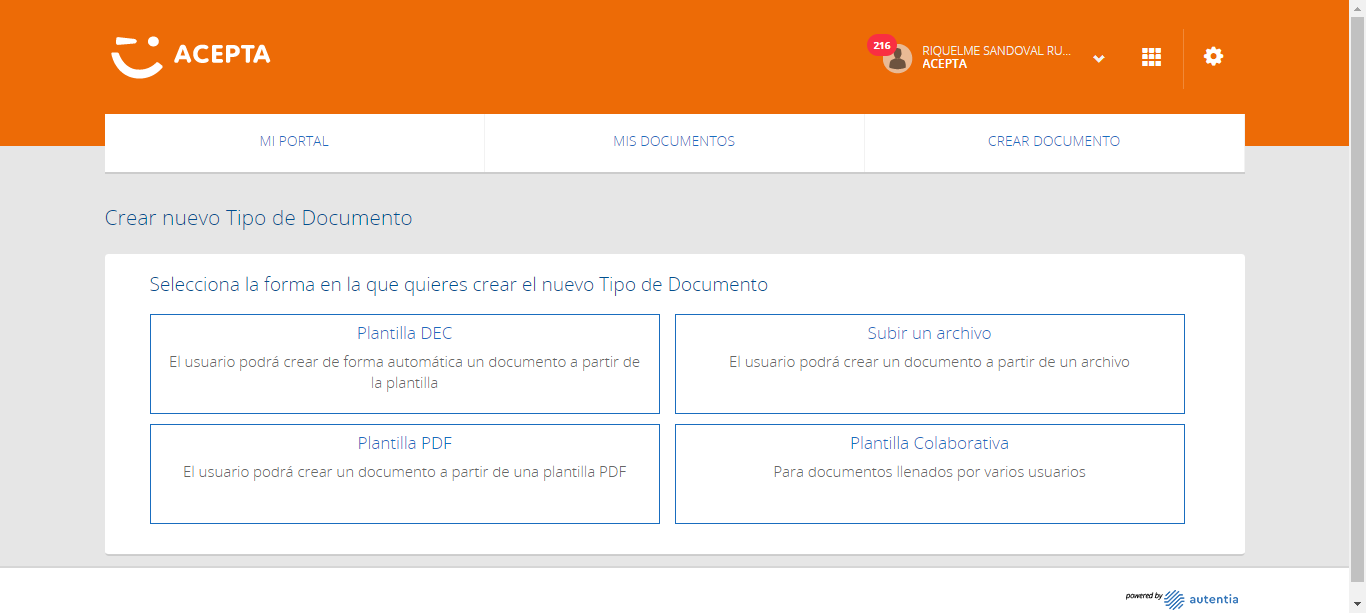 ACEPTA
216
RIQUELME SANDOVAL RU...
ACEPTA
MI PORTAL
MIS DOCUMENTOS
CREAR DOCUMENTO
Crear nuevo Tipo de Documento
Selecciona la forma en la que quieres crear el nuevo Tipo de Documento
Plantilla DEC
El usuario podrá crear de forma automática un documento a partir de
la plantilla
Subir un archivo
El usuario podrá crear un documento a partir de un archivo
Plantilla PDF
El usuario podrá crear un documento a partir de una plantilla PDF
Plantilla Colaborativa
Para documentos llenados por varios usuarios
powered by autentia